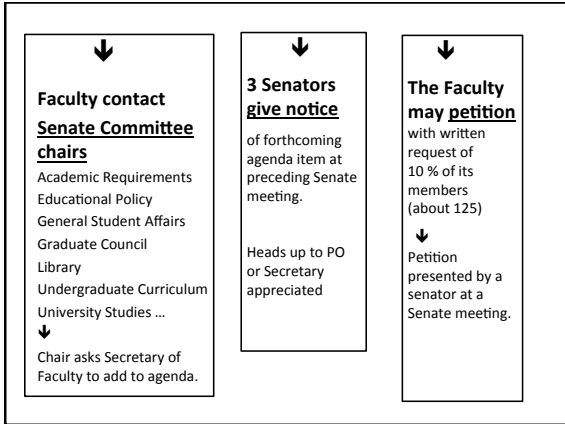 Faculty contact
Senate Committee
chairs
Academic Requirements
Educational Policy
General Student Affairs
Graduate Council
Library
Undergraduate Curriculum
University Studies …
Chair asks Secretary of
Faculty to add to agenda.
3 Senators
give notice
of forthcoming
agenda item at
preceding Senate
meeting.
Heads up to PO
or Secretary
appreciated
The Faculty
may petition
with written
request of
10 % of its
members
(about 125)
Petition
presented by a
senator at a
Senate meeting.